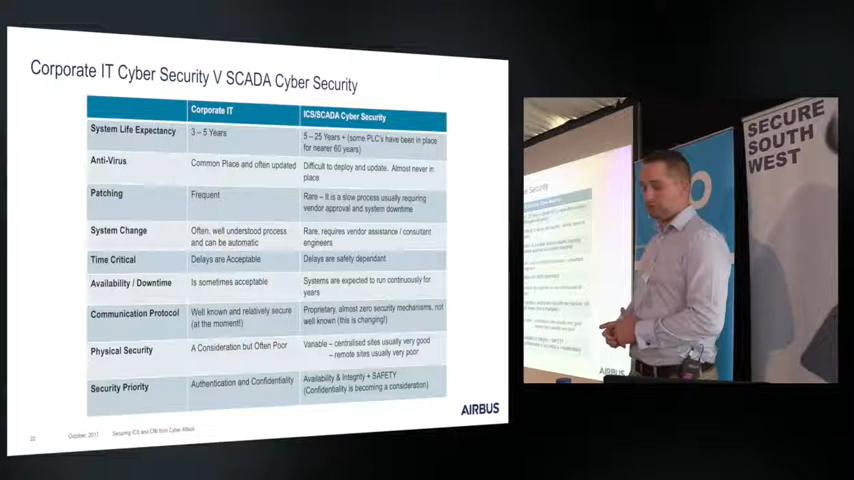 Corporate IT Cyber Security V SCADA Cyber Security
Corporate IT
ICS/SCADA Cyber Security
System Life Expectancy
3 – 5 Years
5 – 25 Years + (some PLC's have been in place
for nearer 60 years)
Anti-Virus
Common Place and often updated
Difficult to deploy and update. Almost never in
place
Patching
Frequent
Rare – It is a slow process usually requiring
vendor approval and system downtime
System Change
Often, well understood process
and can be automatic
Rare, requires vendor assistance / consultant
engineers
Time Critical
Delays are Acceptable
Delays are safety dependant
Availability / Downtime
Is sometimes acceptable
Systems are expected to run continuously for
years
Communication Protocol
Well known and relatively secure
(at the moment!)
Proprietary, almost zero security mechanisms, not
well known (this is changing!)
Physical Security
A Consideration but Often Poor
Variable – centralised sites usually very good
– remote sites usually very poor
Security Priority
Authentication and Confidentiality
Availability & Integrity + SAFETY
(Confidentiality is becoming a consideration)
AIRBUS
22
October, 2017
Securing ICS and CNI from Cyber Attack
SECURE
SOUTH
WEST
AIRBUS